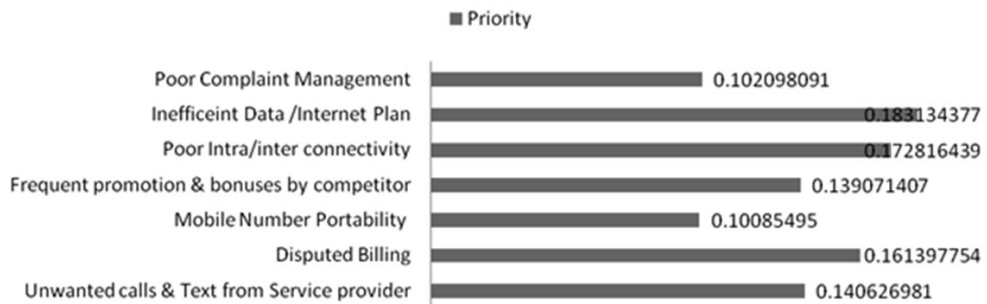 Priority
Poor Complaint Management 0.102098091
Inefficeint Data /Internet Plan 0.183134377
Poor Intra/inter connectivity 0.172816439
Frequent promotion & bonuses by competitor 0.139071407
Mobile Number Portability 0.10085495
Disputed Billing 0.161397754
Unwanted calls & Text from Service provider 0.140626981